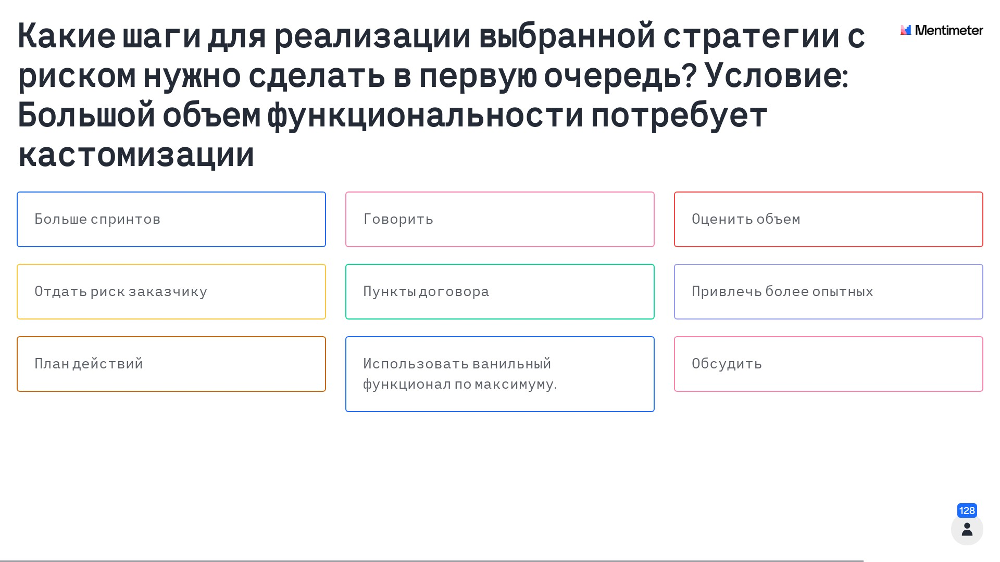 Какие шаги для реализации выбранной стратегии с
риском нужно сделать в первую очередь? Условие:
Большой объем функциональности потребует
кастомизации
Mentimeter
Больше спринтов
Говорить
Оценить объем
Отдать риск заказчику
Пункты договора
Привлечь более опытных
План действий
Использовать ванильный
функционал по максимуму.
Обсудить
128